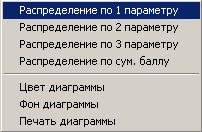 Распределение по 1 параметру
Распределение по 2 параметру
Распределение по 3 параметру
Распределение по сум. баллу
Цвет диаграммы
Фон диаграммы
Печать диаграммы